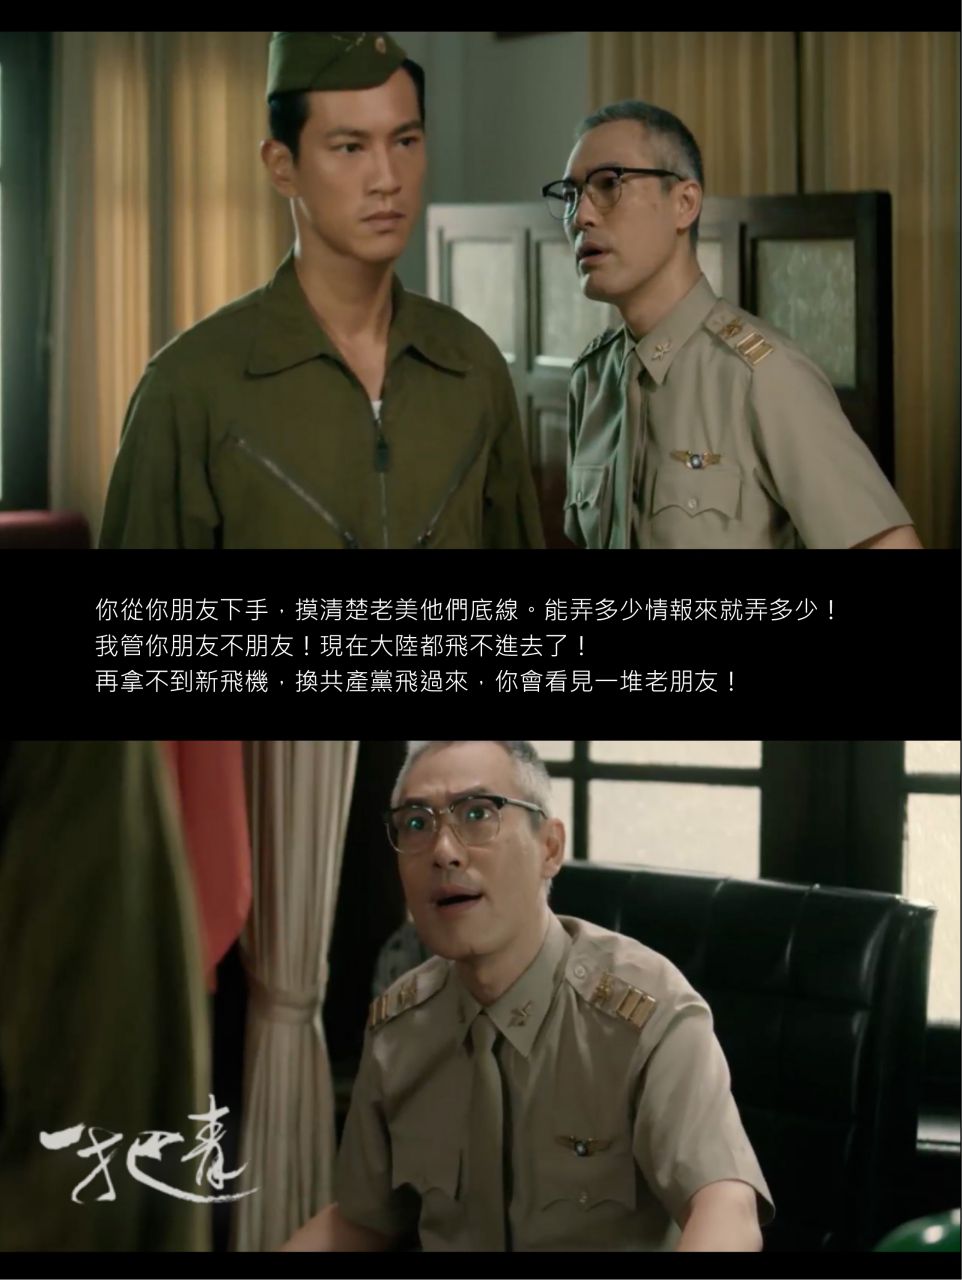 你從你朋友下手，摸清楚老美他們底線。能弄多少情報來就弄多少！
我管你朋友不朋友！現在大陸都飛不進去了！
再拿不到新飛機，換共產黨飛過來，你會看見一堆老朋友！
一把青